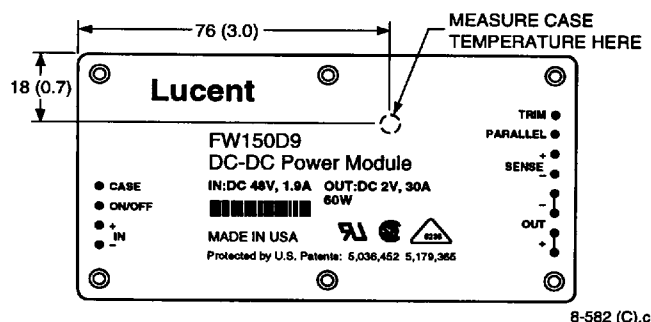 76 (3.0)
MEASURE CASE
TEMPERATURE HERE
18 (0.7)
Lucent
TRIM
PARALLEL
+
SENSE
–
FW150D9
DC-DC Power Module
IN:DC 48V, 1.9A OUT:DC 2V, 30A
60W
CASE
ON/OFF
+
IN
–
–
OUT
+
MADE IN USA
Protected by U.S. Patents: 5,036,452 5,179,365
8-582 (C).c